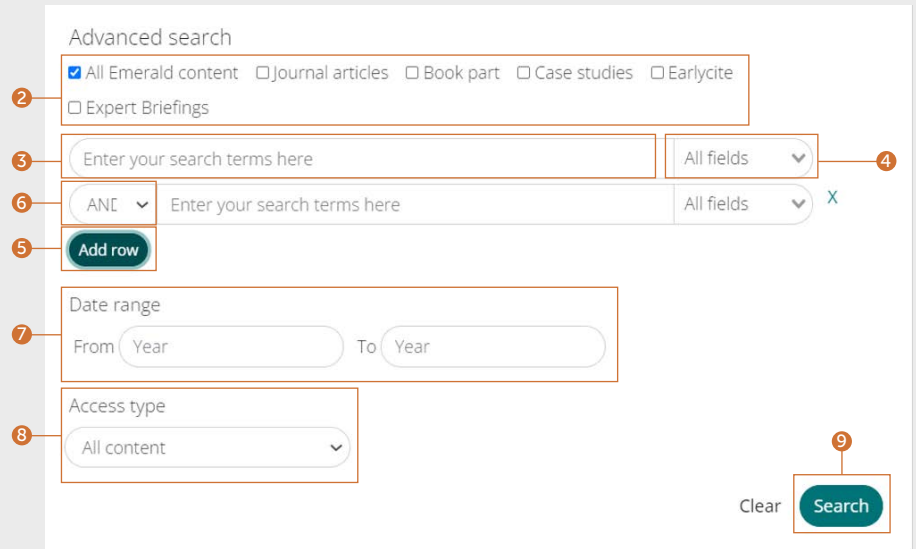 Advanced search
All Emerald content Journal articles Book part Case studies Earlycite
2
Expert Briefings
3 Enter your search terms here All fields 4
6 AND Enter your search terms here All fields X
5 Add row
Date range
7
From Year To Year
Access type
8 All content
9
Clear Search